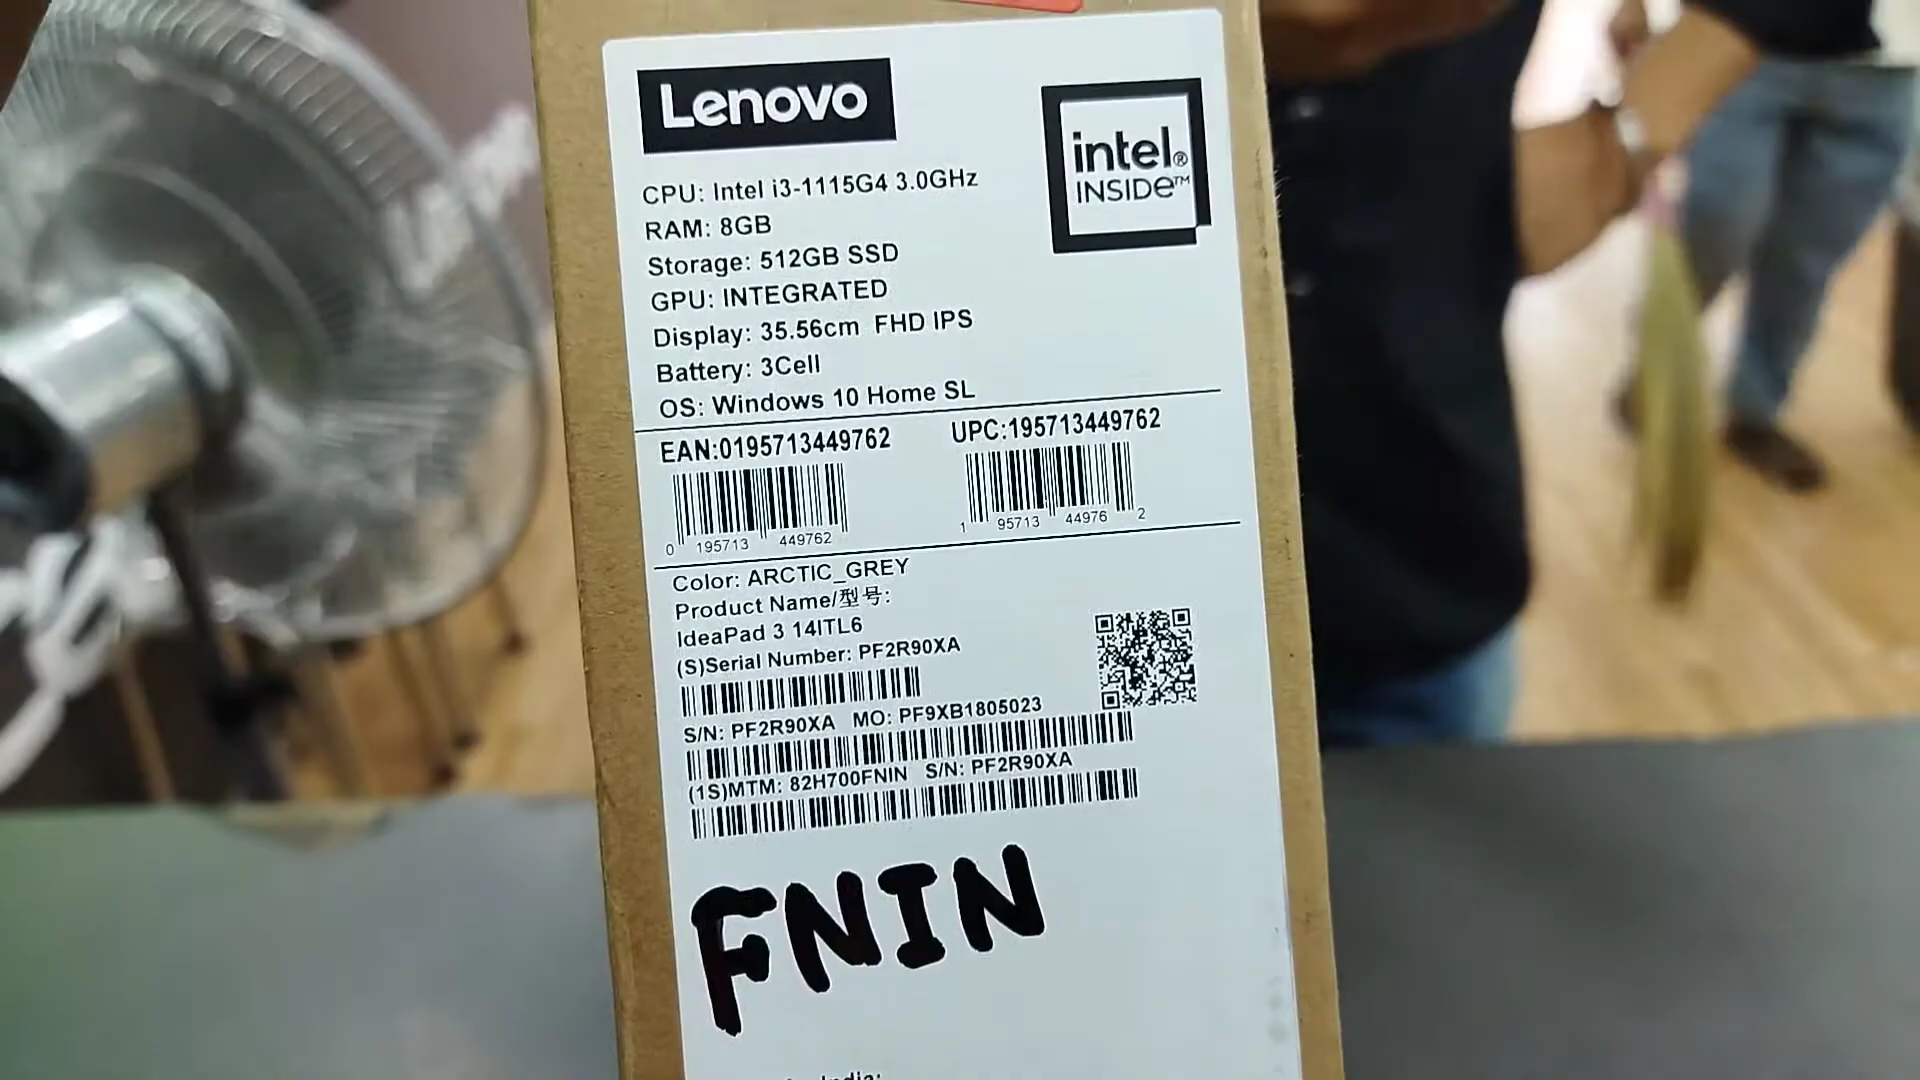 Lenovo
intel®
INSIDE™
CPU: Intel i3-1115G4 3.0GHz
RAM: 8GB
Storage: 512GB SSD
GPU: INTEGRATED
Display: 35.56cm FHD IPS
Battery: 3Cell
OS: Windows 10 Home SL
EAN:0195713449762 UPC:195713449762
0 195713 449762 1 95713 44976 2
Color: ARCTIC_GREY
Product Name/型号:
IdeaPad 3 14ITL6
(S)Serial Number: PF2R90XA
S/N: PF2R90XA MO: PF9XB1805023
(1S)MTM: 82H700FNIN S/N: PF2R90XA
FNIN
India: